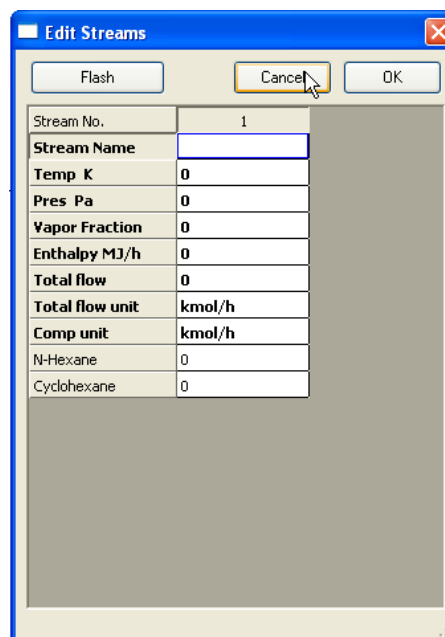 Edit Streams
Flash Cancel OK
Stream No. 1
Stream Name
Temp K 0
Pres Pa 0
Vapor Fraction 0
Enthalpy MJ/h 0
Total flow 0
Total flow unit kmol/h
Comp unit kmol/h
N-Hexane 0
Cyclohexane 0